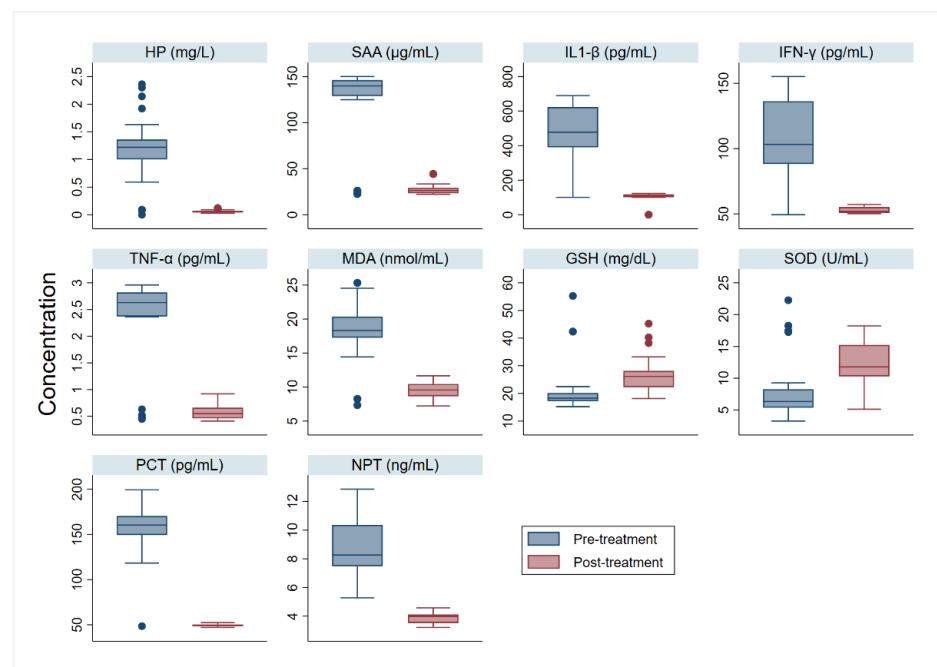 HP (mg/L) SAA (µg/mL) IL1-β (pg/mL) IFN-γ (pg/mL)
2.5 150 800 150
2 600
1.5 100 400 100
1 50 200
.5
0 0 0 50
TNF-α (pg/mL) MDA (nmol/mL) GSH (mg/dL) SOD (U/mL)
3 25 60 25
2.5 20 50 20
2 40
1.5 15 30 15
1 10 20 10
0.5 5 10 5
Concentration
PCT (pg/mL) NPT (ng/mL)
200 12
150 10
8
100 6
50 4
Pre-treatment
Post-treatment